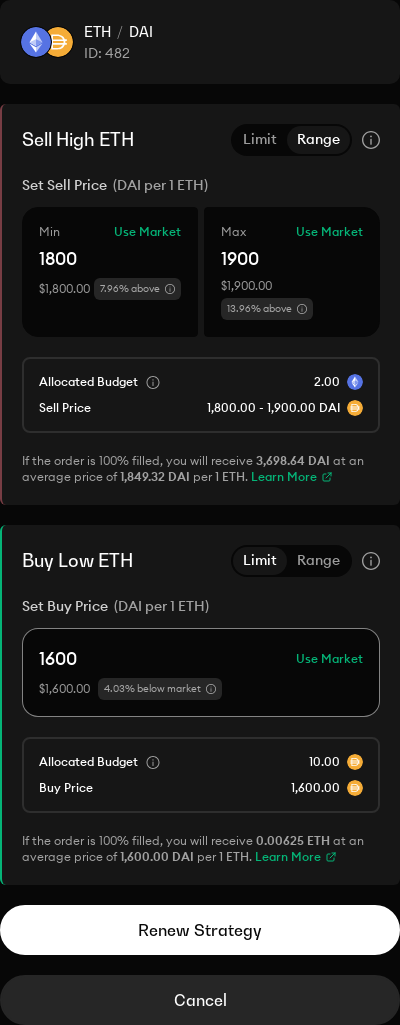 ETH / DAI
ID: 482
Sell High ETH
Limit Range
Set Sell Price (DAI per 1 ETH)
Min Use Market
1800
$1,800.00 7.96% above
Max Use Market
1900
$1,900.00
13.96% above
Allocated Budget 2.00
Sell Price 1,800.00 - 1,900.00 DAI
If the order is 100% filled, you will receive 3,698.64 DAI at an
average price of 1,849.32 DAI per 1 ETH. Learn More
Buy Low ETH
Limit Range
Set Buy Price (DAI per 1 ETH)
1600 Use Market
$1,600.00 4.03% below market
Allocated Budget 10.00
Buy Price 1,600.00
If the order is 100% filled, you will receive 0.00625 ETH at an
average price of 1,600.00 DAI per 1 ETH. Learn More
Renew Strategy
Cancel